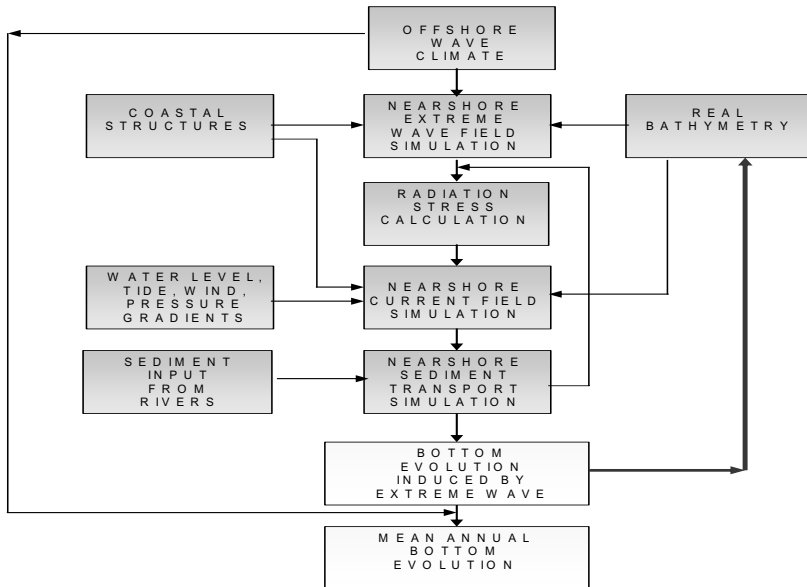 OFFSHORE
WAVE
CLIMATE
COASTAL
STRUCTURES
NEARSHORE
EXTREME
WAVE FIELD
SIMULATION
REAL
BATHYMETRY
RADIATION
STRESS
CALCULATION
WATER LEVEL,
TIDE, WIND,
PRESSURE
GRADIENTS
NEARSHORE
CURRENT FIELD
SIMULATION
SEDIMENT
INPUT
FROM
RIVERS
NEARSHORE
SEDIMENT
TRANSPORT
SIMULATION
BOTTOM
EVOLUTION
INDUCED BY
EXTREME WAVE
MEAN ANNUAL
BOTTOM
EVOLUTION